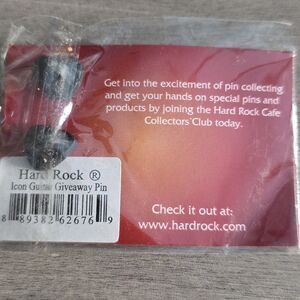 Get into the excitement of pin collecting
and get your hands on special pins and
products by joining the Hard Rock Cafe
Collectors Club today.
Hard Rock ®
Icon Guitar Giveaway Pin
8 89382 62676 9
Check it out at:
www.hardrock.com